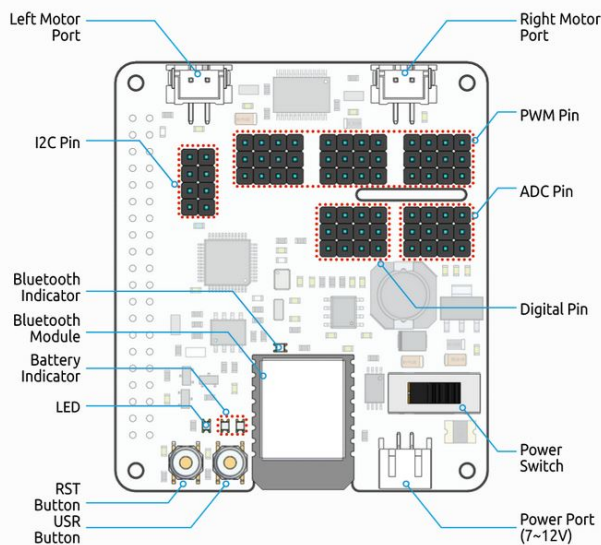 Left Motor
Port
Right Motor
Port
PWM Pin
I2C Pin
ADC Pin
Bluetooth
Indicator
Digital Pin
Bluetooth
Module
Battery
Indicator
LED
Power
Switch
RST
Button
USR
Button
Power Port
(7~12V)